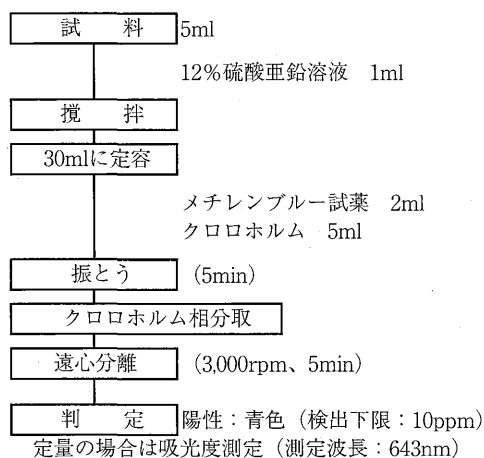 試　料　5ml
12％硫酸亜鉛溶液　1ml
攪　拌
30mlに定容
メチレンブルー試薬　2ml
クロロホルム　5ml
振とう　(5min)
クロロホルム相分取
遠心分離　(3,000rpm、5min)
判　定　陽性：青色（検出下限：10ppm）
定量の場合は吸光度測定（測定波長：643nm）